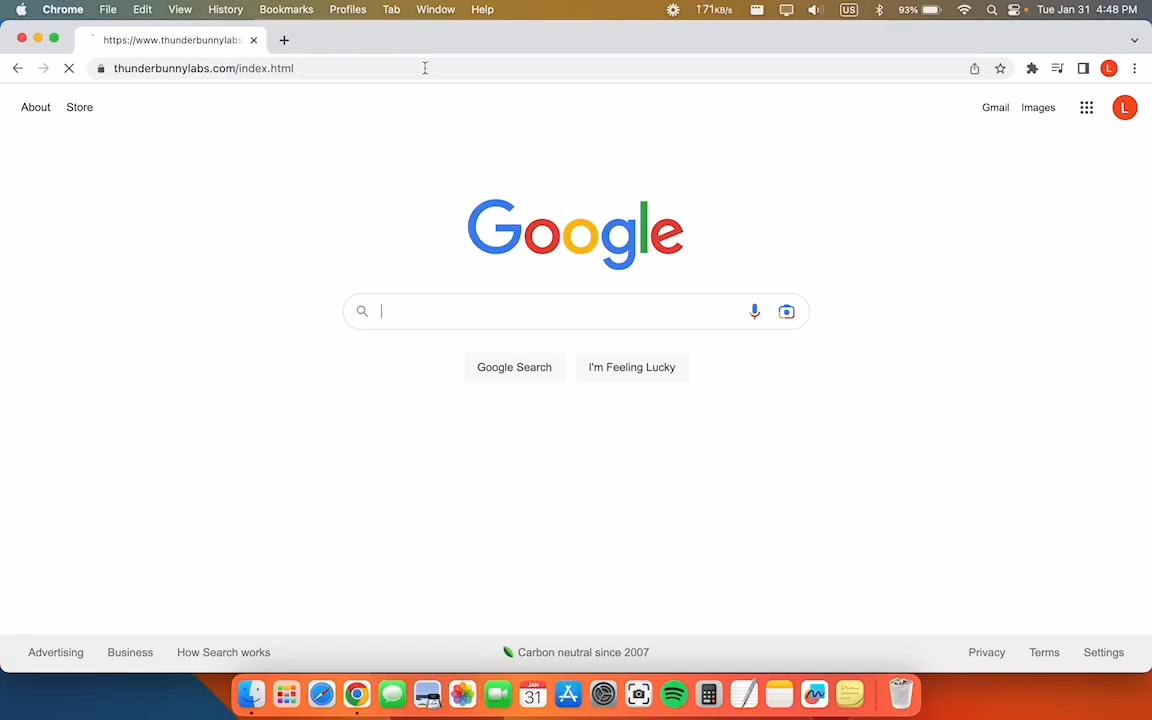 Chrome File Edit View History Bookmarks Profiles Tab Window Help 171KB/s US 93% Tue Jan 31 4:48 PM
https://www.thunderbunnylabs
thunderbunnylabs.com/index.html L
About Store Gmail Images L
Google
Google Search I'm Feeling Lucky
Advertising Business How Search works Carbon neutral since 2007 Privacy Terms Settings
JAN
31